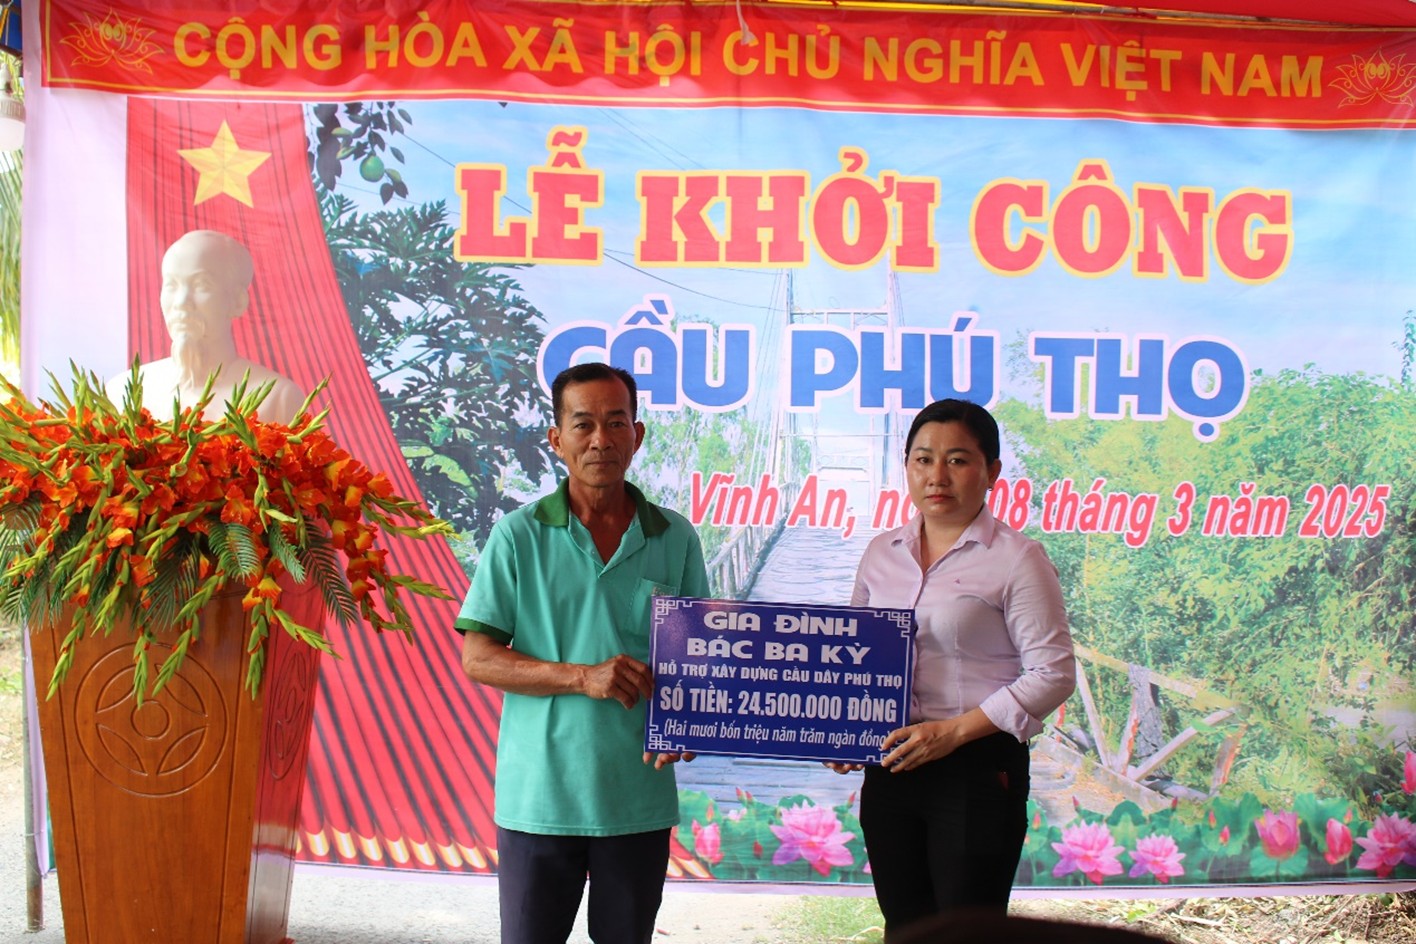 CỘNG HÒA XÃ HỘI CHỦ NGHĨA VIỆT NAM
LỄ KHỞI CÔNG
CẦU PHÚ THỌ
Vĩnh An, 08 tháng 3 năm 2025
GIA ĐÌNH
BÁC BA KỲ
HỖ TRỢ XÂY DỰNG CẦU DÂY PHÚ THỌ
SỐ TIỀN: 24.500.000 ĐỒNG
(Hai mươi bốn triệu năm trăm ngàn đồng)